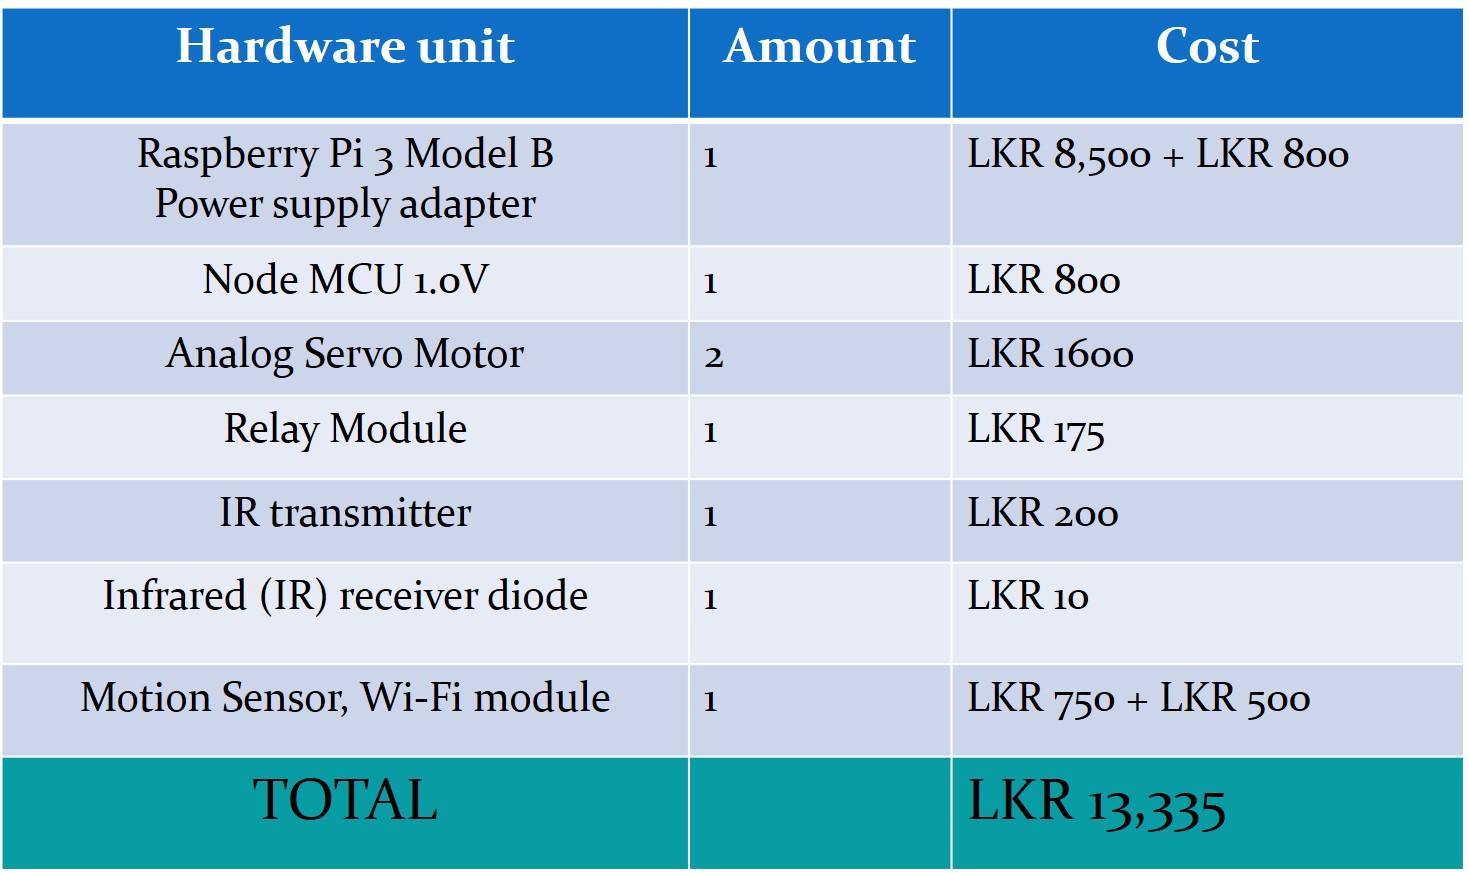 Hardware unit Amount Cost
Raspberry Pi 3 Model B 1 LKR 8,500 + LKR 800
Power supply adapter
Node MCU 1.0V 1 LKR 800
Analog Servo Motor 2 LKR 1600
Relay Module 1 LKR 175
IR transmitter 1 LKR 200
Infrared (IR) receiver diode 1 LKR 10
Motion Sensor, Wi-Fi module 1 LKR 750 + LKR 500
TOTAL LKR 13,335